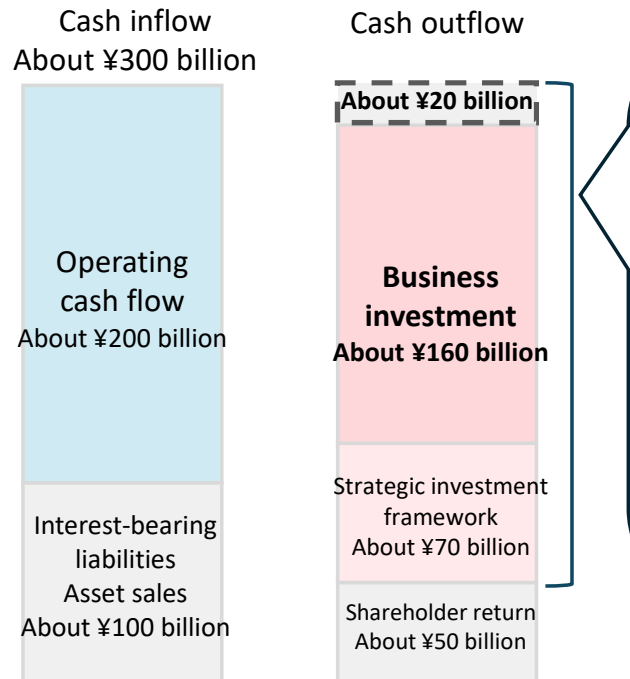 Cash inflow
About ¥300 billion
Operating
cash flow
About ¥200 billion
Interest-bearing
liabilities
Asset sales
About ¥100 billion
Cash outflow
About ¥20 billion
Business
investment
About ¥160 billion
Strategic investment
framework
About ¥70 billion
Shareholder return
About ¥50 billion